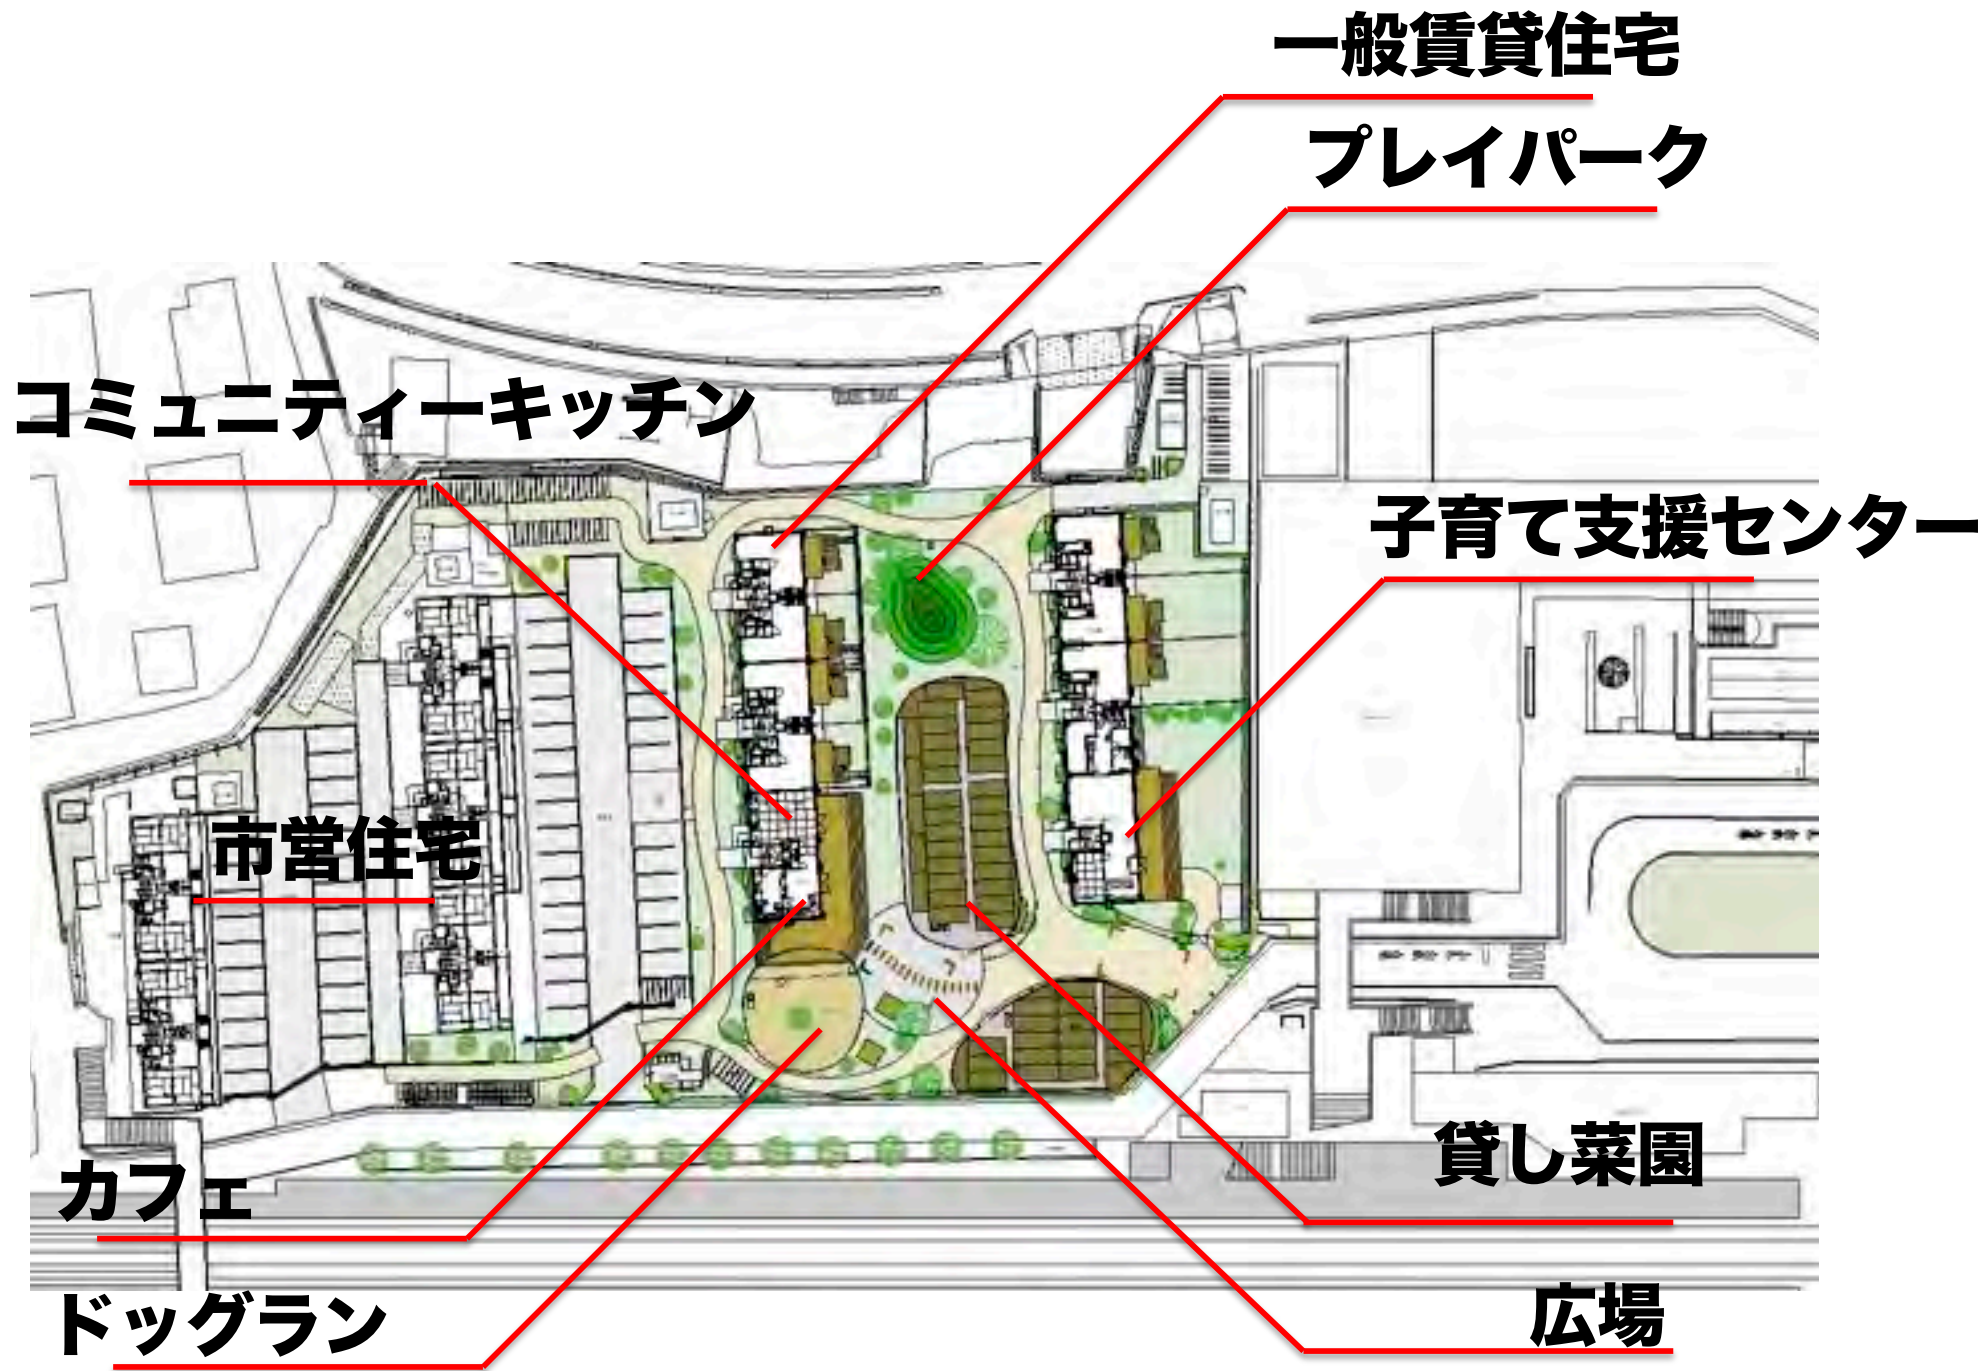 一般賃貸住宅
プレイパーク
コミュニティーキッチン
子育て支援センター
市営住宅
貸し菜園
カフェ
広場
ドッグラン